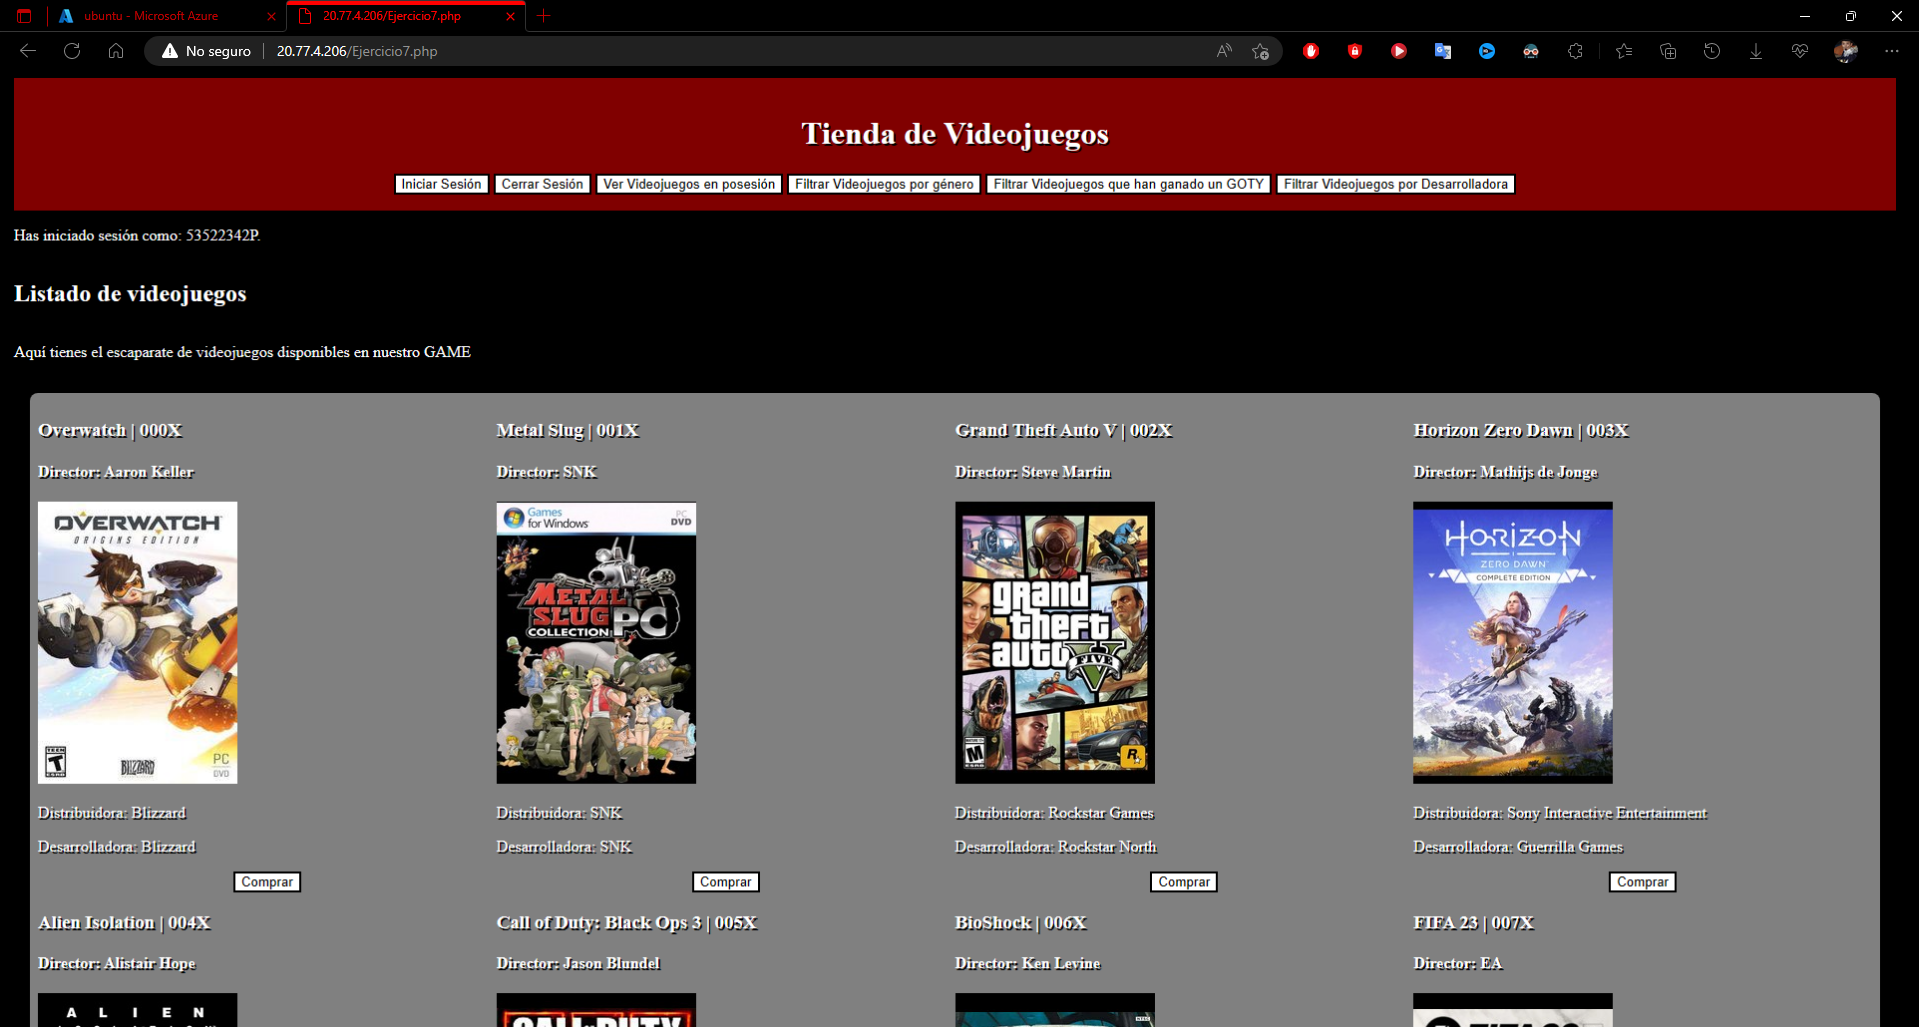 ubuntu - Microsoft Azure
20.77.4.206/Ejercicio7.php
No seguro
20.77.4.206/Ejercicio7.php
Tienda de Videojuegos
Iniciar Sesión Cerrar Sesión Ver Videojuegos en posesión Filtrar Videojuegos por género Filtrar Videojuegos que han ganado un GOTY Filtrar Videojuegos por Desarrolladora
Has iniciado sesión como: 53522342P.
Listado de videojuegos
Aquí tienes el escaparate de videojuegos disponibles en nuestro GAME
Overwatch | 000X
Director: Aaron Keller
OVERWATCH
ORIGINS EDITION
TEEN
T
ESRB
BLIZZARD
PC
DVD
Distribuidora: Blizzard
Desarrolladora: Blizzard
Comprar
Metal Slug | 001X
Director: SNK
Games
for Windows
PC
DVD
METAL
SLUG PC
COLLECTION
Distribuidora: SNK
Desarrolladora: SNK
Comprar
Grand Theft Auto V | 002X
Director: Steve Martin
grand
theft
auto
FIVE
V
M
R
Distribuidora: Rockstar Games
Desarrolladora: Rockstar North
Comprar
Horizon Zero Dawn | 003X
Director: Mathijs de Jonge
HORIZON
ZERO DAWN
COMPLETE EDITION
Distribuidora: Sony Interactive Entertainment
Desarrolladora: Guerrilla Games
Comprar
Alien Isolation | 004X
Director: Alistair Hope
ALIEN
Call of Duty: Black Ops 3 | 005X
Director: Jason Blundel
CALL OF DUTY
BioShock | 006X
Director: Ken Levine
FIFA 23 | 007X
Director: EA
FIFA 23